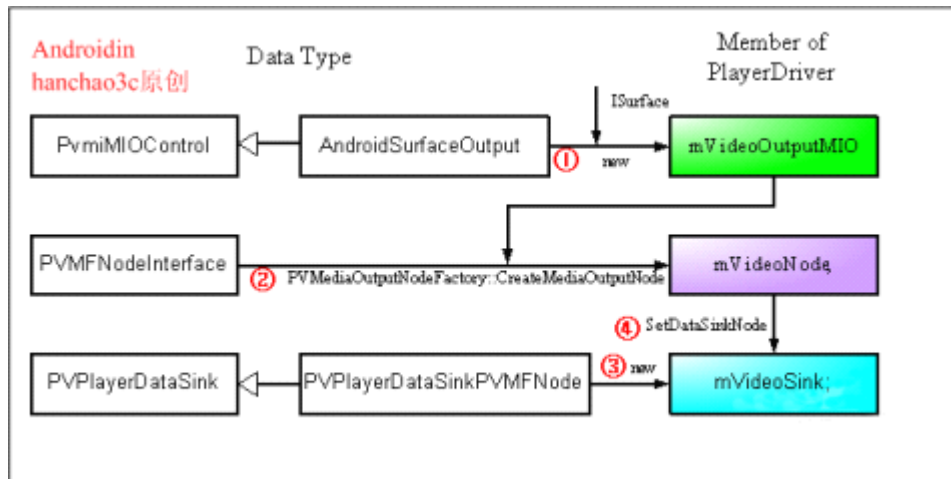 Androidin
hanchao3c原创
Data Type
Member of
PlayerDriver
ISurface
PvmiMIOControl
AndroidSurfaceOutput
① new
mVideoOutputMIO
PVMFNodeInterface
② PVMediaOutputNodeFactory::CreateMediaOutputNode
mVideoNode;
④ SetDataSinkNode
PVPlayerDataSink
PVPlayerDataSinkPVMFNode
③ new
mVideoSink;